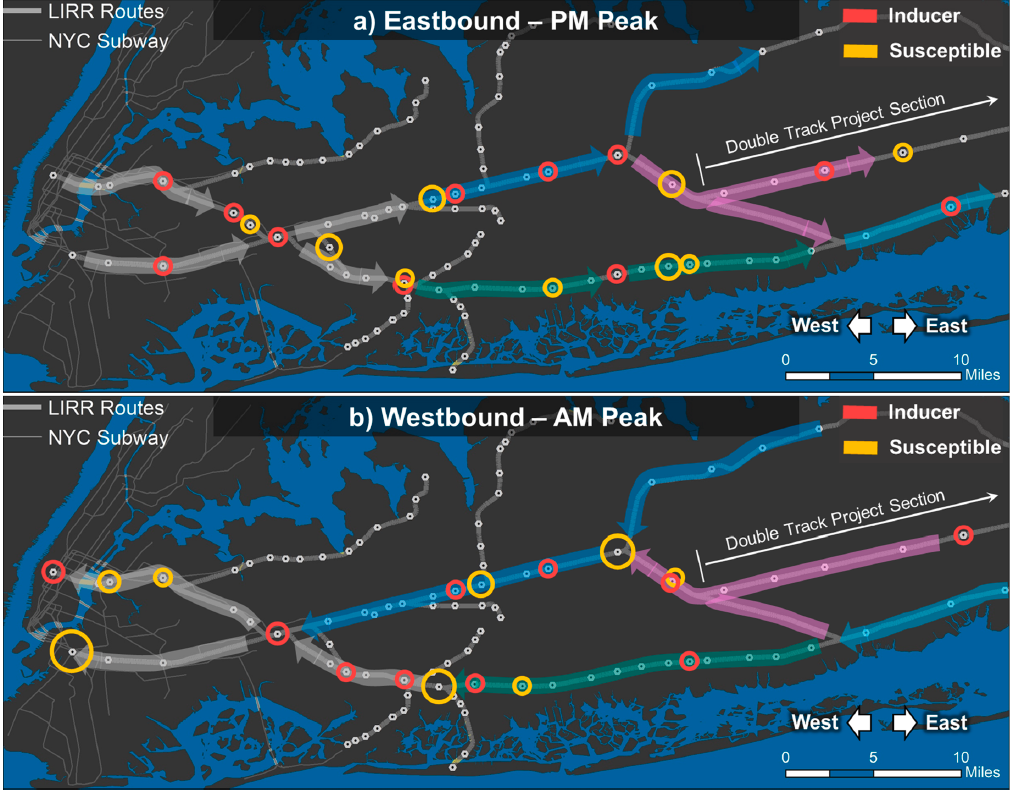 LIRR Routes
NYC Subway
a) Eastbound – PM Peak
Inducer
Susceptible
Double Track Project Section
West East
0 5 10
Miles
LIRR Routes
NYC Subway
b) Westbound – AM Peak
Inducer
Susceptible
Double Track Project Section
West East
0 5 10
Miles